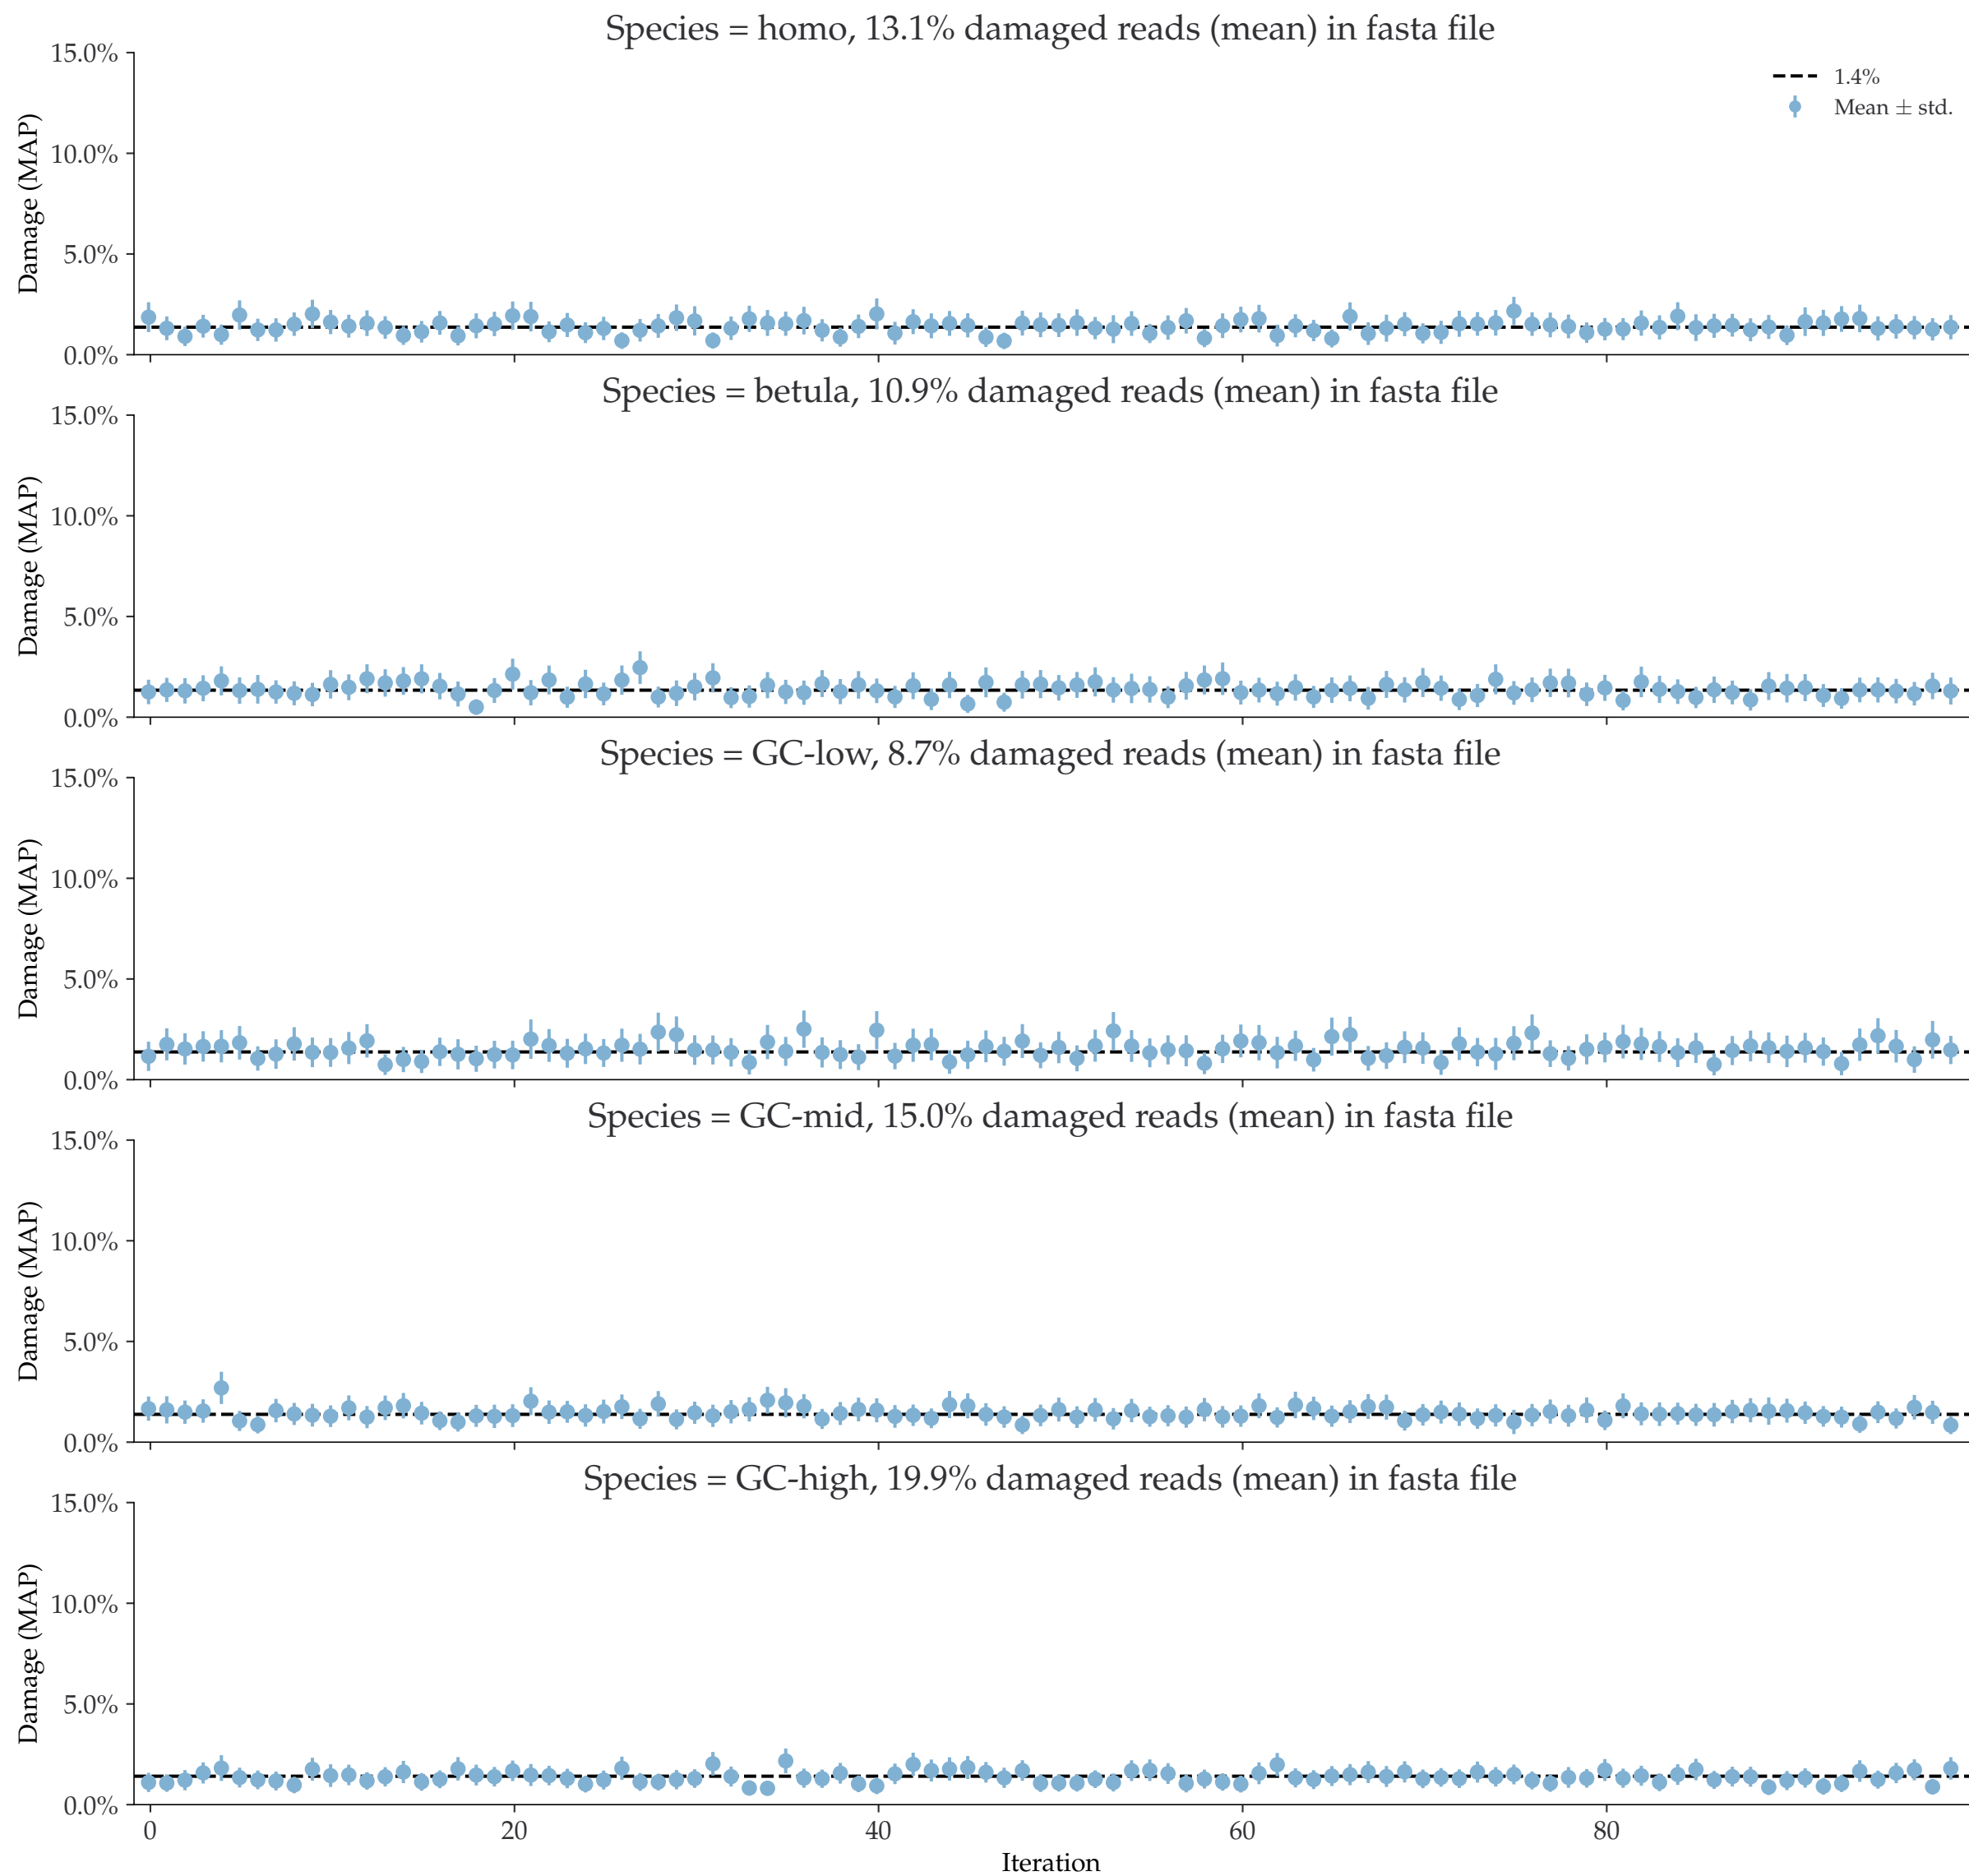 Species = homo, 13.1% damaged reads (mean) in fasta file
15.0%
10.0%
5.0%
0.0%
Damage (MAP)
1.4%
Mean ± std.
Species = betula, 10.9% damaged reads (mean) in fasta file
15.0%
10.0%
5.0%
0.0%
Damage (MAP)
Species = GC-low, 8.7% damaged reads (mean) in fasta file
15.0%
10.0%
5.0%
0.0%
Damage (MAP)
Species = GC-mid, 15.0% damaged reads (mean) in fasta file
15.0%
10.0%
5.0%
0.0%
Damage (MAP)
Species = GC-high, 19.9% damaged reads (mean) in fasta file
15.0%
10.0%
5.0%
0.0%
Damage (MAP)
0 20 40 60 80
Iteration